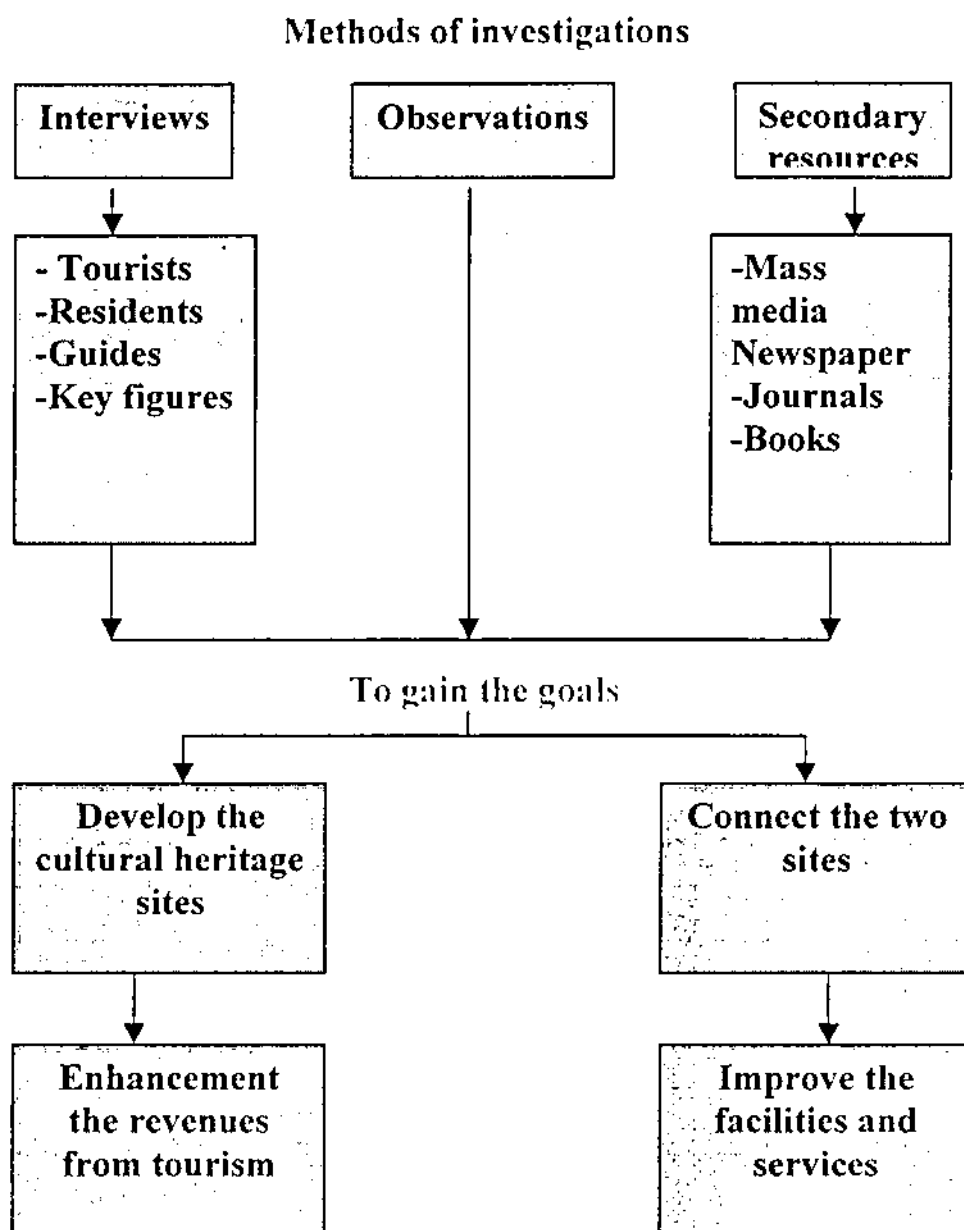 Methods of investigations
Interviews
Observations
Secondary
resources
- Tourists
-Residents
-Guides
-Key figures
-Mass
media
Newspaper
-Journals
-Books
To gain the goals
Develop the
cultural heritage
sites
Connect the two
sites
Enhancement
the revenues
from tourism
Improve the
facilities and
services